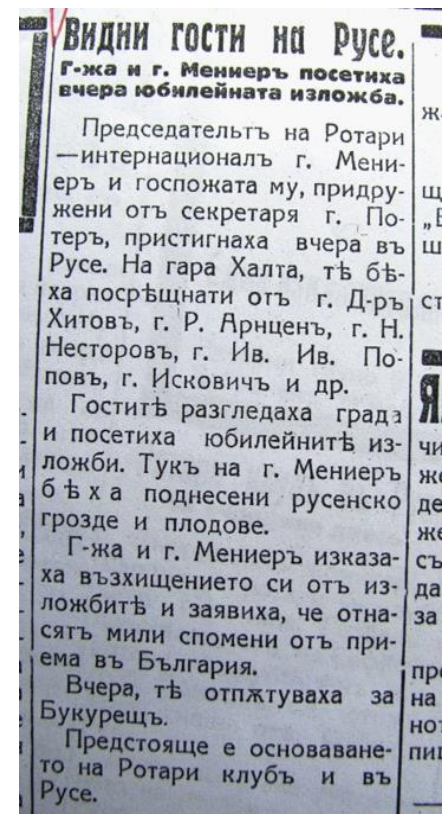 Видни гости на Русе.
Г-жа и г. Мениеръ посетиха
вчера юбилейната изложба.
Председательтъ на Ротари
—интернационалъ г. Мени-
еръ и госпожата му, придру-
жени отъ секретаря г. По-
теръ, пристигнаха вчера въ
Русе. На гара Халта, тѣ бѣ-
ха посрѣщнати отъ г. Д-ръ
Хитовъ, г. Р. Арнценъ, г. Н.
Несторовъ, г. Ив. Ив. По-
повъ, г. Исковичъ и др.
Гоститѣ разгледаха града
и посетиха юбилейнитѣ из-
ложби. Тукъ на г. Мениеръ
бѣха поднесени русенско
грозде и плодове.
Г-жа и г. Мениеръ изказа-
ха възхищението си отъ из-
ложбитѣ и заявиха, че отна-
сятъ мили спомени отъ при-
ема въ България.
Вчера, тѣ отпѫтуваха за
Букурещъ.
Предстояще е основаване-
то на Ротари клубъ и въ
Русе.